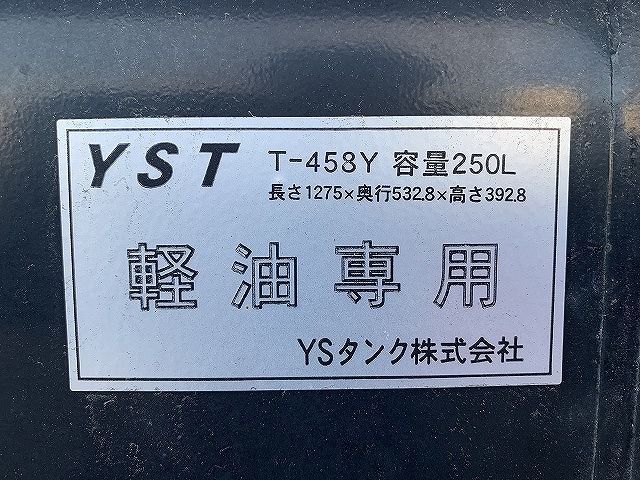 YST T-458Y 容量250L
長さ1275×奥行532.8×高さ392.8
軽油専用
YSタンク株式会社